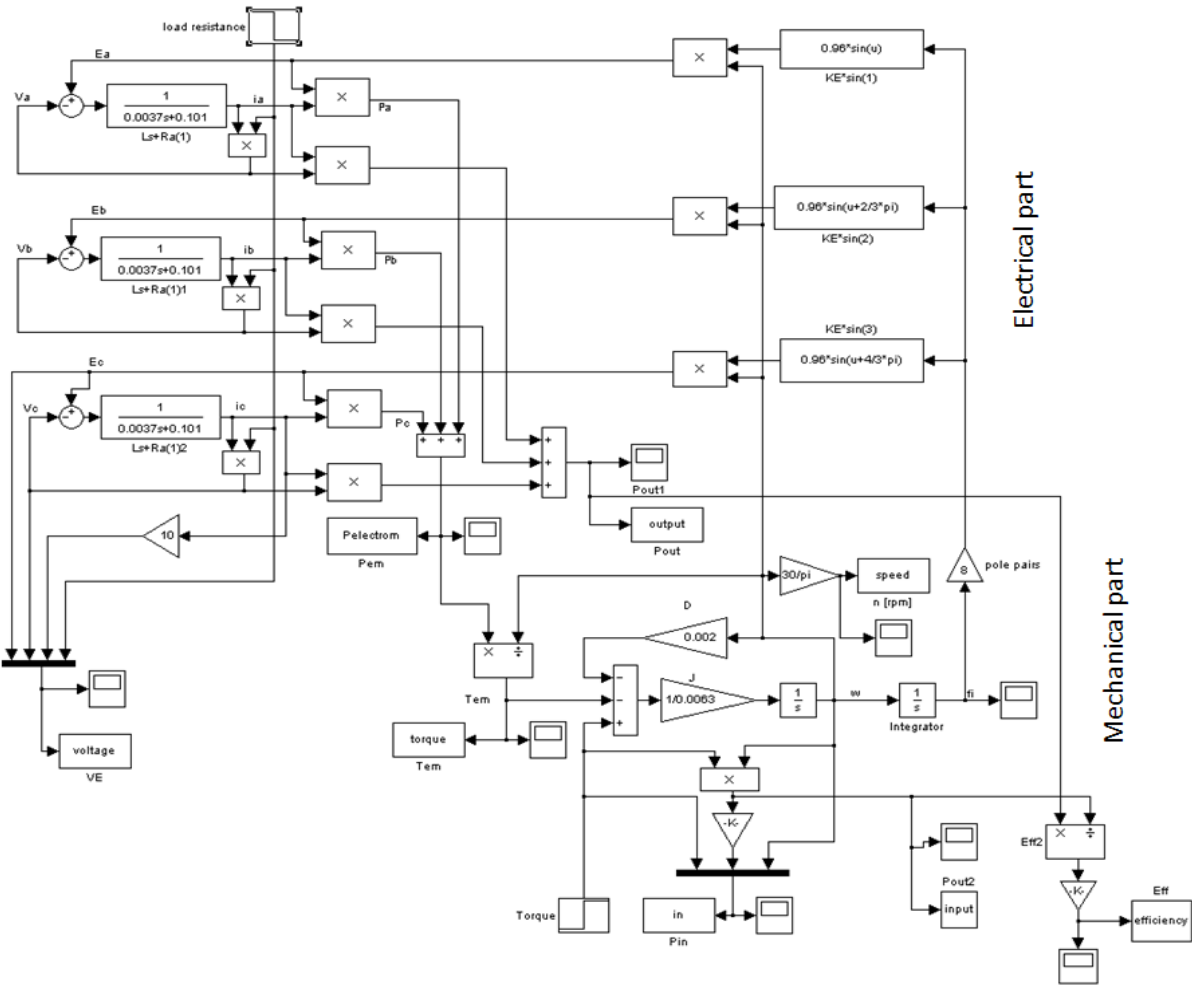 load resistance
Ea
0.96*sin(u)
KE*sin(1)
Va
1
0.0037s+0.101
Ls+Ra(1)
ia
Pa
Eb
0.96*sin(u+2/3*pi)
KE*sin(2)
Vb
1
0.0037s+0.101
Ls+Ra(1)1
ib
Pb
KE*sin(3)
0.96*sin(u+4/3*pi)
Ec
Vc
1
0.0037s+0.101
Ls+Ra(1)2
ic
Pc
Electrical part
Pout1
output
Pout
10
Pelectrom
Pem
30/pi
speed
n [rpm]
8
pole pairs
D
0.002
Tem
J
1/0.0063
1
s
w
1
s
Integrator
fi
Mechanical part
torque
Tem
voltage
VE
-K-
Torque
in
Pin
Pout2
input
Eff2
-K-
Eff
efficiency